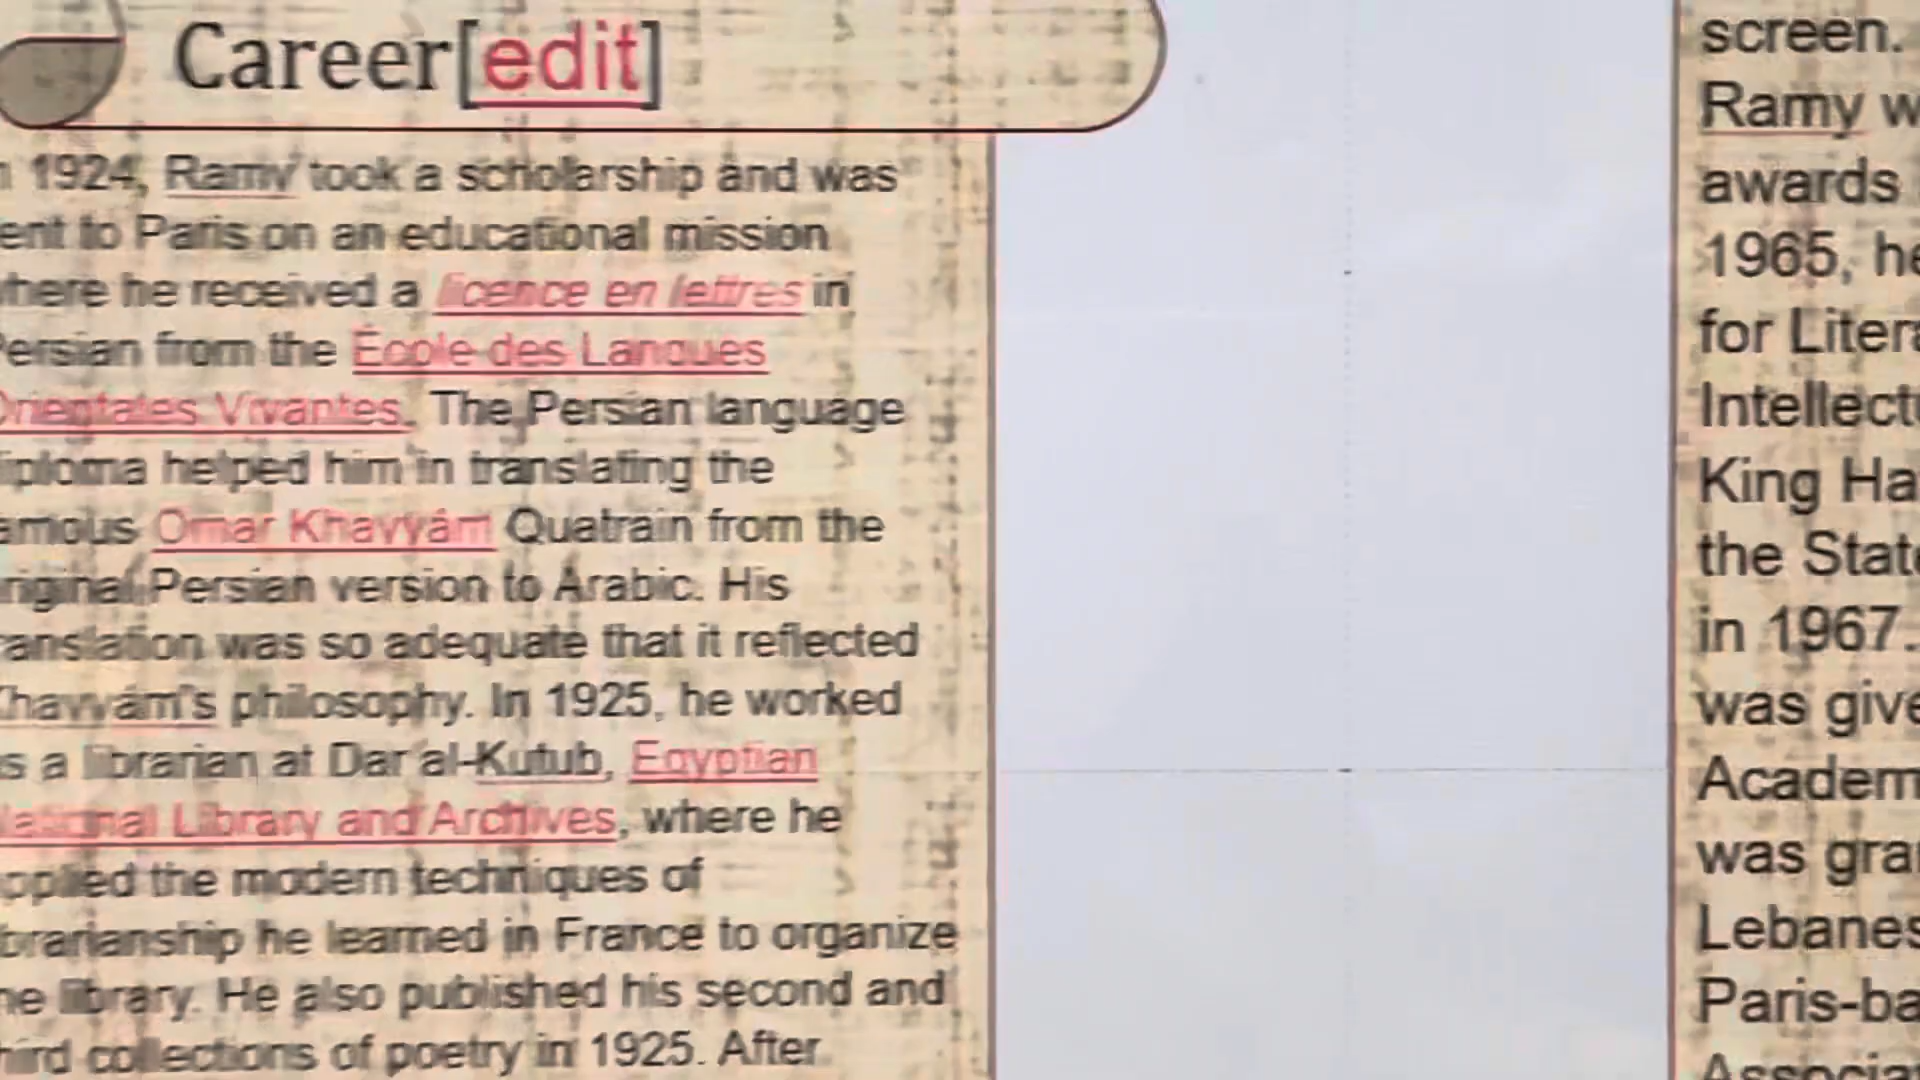 Career[edit]
1924, Ramy took a scholarship and was
ent to Paris on an educational mission
here he received a licence en lettres in
Persian from the École des Langues
Orientales Vivantes. The Persian language
iploma helped him in translating the
amous Omar Khayyám Quatrain from the
riginal Persian version to Arabic. His
ranslation was so adequate that it reflected
Khayyám's philosophy. In 1925, he worked
s a librarian at Dar al-Kutub, Egyptian
National Library and Archives, where he
pplied the modern techniques of
brarianship he learned in France to organize
he library. He also published his second and
hird collections of poetry in 1925. After
screen.
Ramy w
awards
1965, he
for Litera
Intellectu
King Ha
the State
in 1967.
was give
Academ
was gran
Lebanes
Paris-ba
Associat